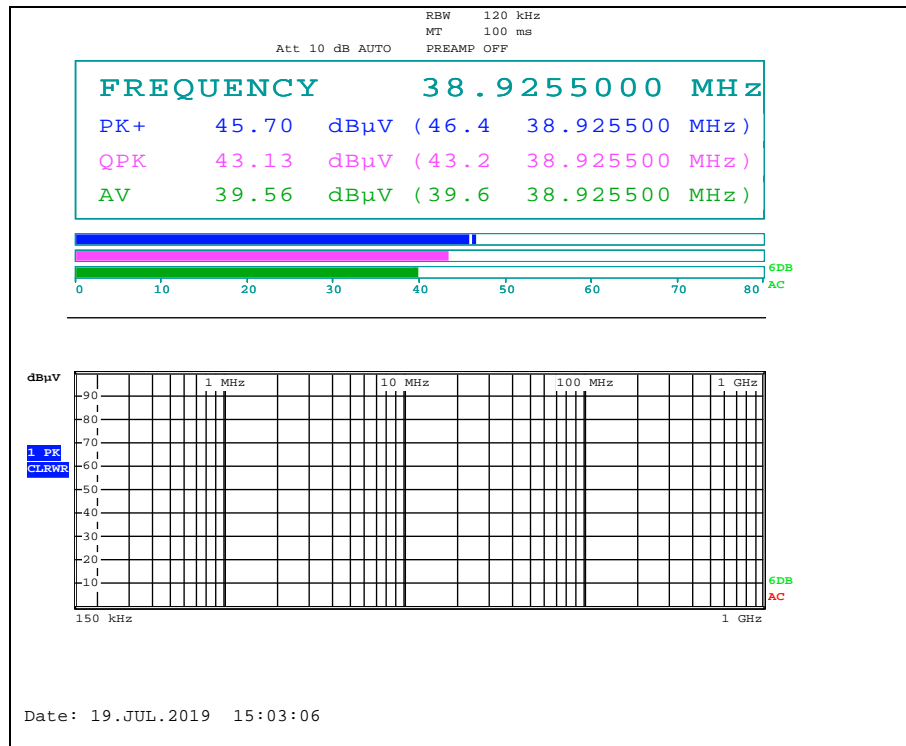 RBW 120 kHz
MT 100 ms
Att 10 dB AUTO PREAMP OFF
FREQUENCY 38.9255000 MHz
PK+ 45.70 dBµV (46.4 38.925500 MHz)
QPK 43.13 dBµV (43.2 38.925500 MHz)
AV 39.56 dBµV (39.6 38.925500 MHz)
6DB
0 10 20 30 40 50 60 70 80 AC
dBµV 1 MHz 10 MHz 100 MHz 1 GHz
90
80
70
1 PK
60
CLRWR
50
40
30
20
10 6DB
AC
150 kHz 1 GHz
Date: 19.JUL.2019 15:03:06